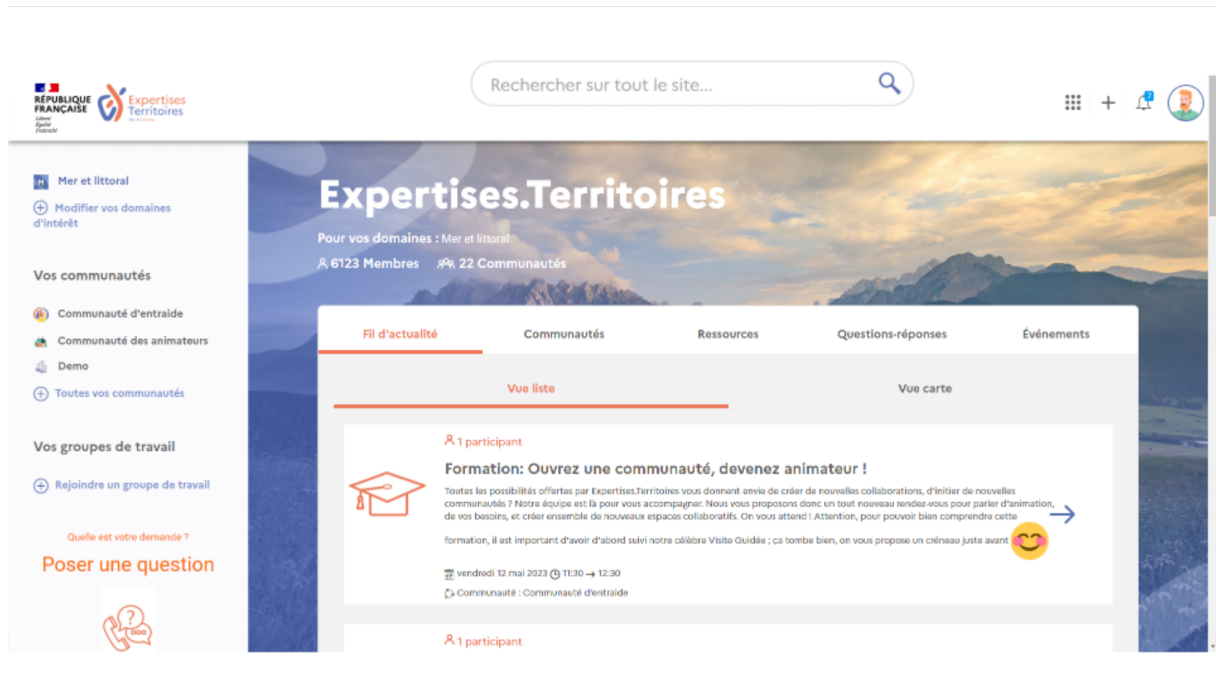 Rechercher sur tout le site...
RÉPUBLIQUE
FRANÇAISE
Liberté
Égalité
Fraternité
Expertises
Territoires
Mer et littoral
Modifier vos domaines
d'intérêt
Vos communautés
Communauté d'entraide
Communauté des animateurs
Demo
Toutes vos communautés
Vos groupes de travail
Rejoindre un groupe de travail
Quelle est votre demande ?
Poser une question
Expertises.Territoires
Pour vos domaines : Mer et littoral
6123 Membres 22 Communautés
Fil d'actualité Communautés Ressources Questions-réponses Événements
Vue liste Vue carte
1 participant
Formation: Ouvrez une communauté, devenez animateur !
Toutes les possibilités offertes par Expertises.Territoires vous donnent envie de créer de nouvelles collaborations, d'initier de nouvelles
communautés ? Notre équipe est là pour vous accompagner. Nous vous proposons donc un tout nouveau rendez-vous pour parler d'animation,
de vos besoins, et créer ensemble de nouveaux espaces collaboratifs. On vous attend ! Attention, pour pouvoir bien comprendre cette
formation, il est important d'avoir d'abord suivi notre célèbre Visite Guidée ; ça tombe bien, on vous propose un créneau juste avant 😊
vendredi 12 mai 2023 11:30 → 12:30
Communauté : Communauté d'entraide
1 participant